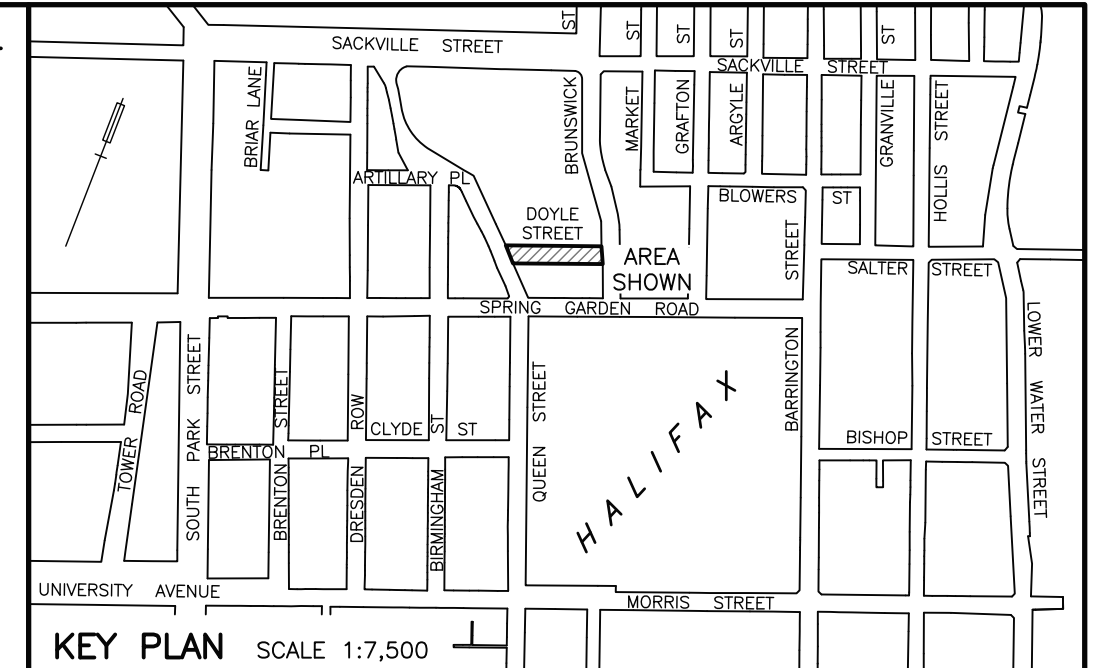 ST
ST
ST
ST
ST
SACKVILLE STREET
SACKVILLE STREET
BRIAR LANE
BRUNSWICK
MARKET
GRAFTON
ARGYLE
GRANVILLE
HOLLIS STREET
ARTILLARY PL
BLOWERS ST
DOYLE
STREET
STREET
AREA
SHOWN
SALTER STREET
SPRING GARDEN ROAD
LOWER WATER STREET
TOWER ROAD
SOUTH PARK STREET
BRENTON STREET
DRESDEN ROW
BIRMINGHAM ST
QUEEN STREET
BARRINGTON
HALIFAX
CLYDE ST
BRENTON PL
BISHOP STREET
UNIVERSITY AVENUE
MORRIS STREET
KEY PLAN SCALE 1:7,500